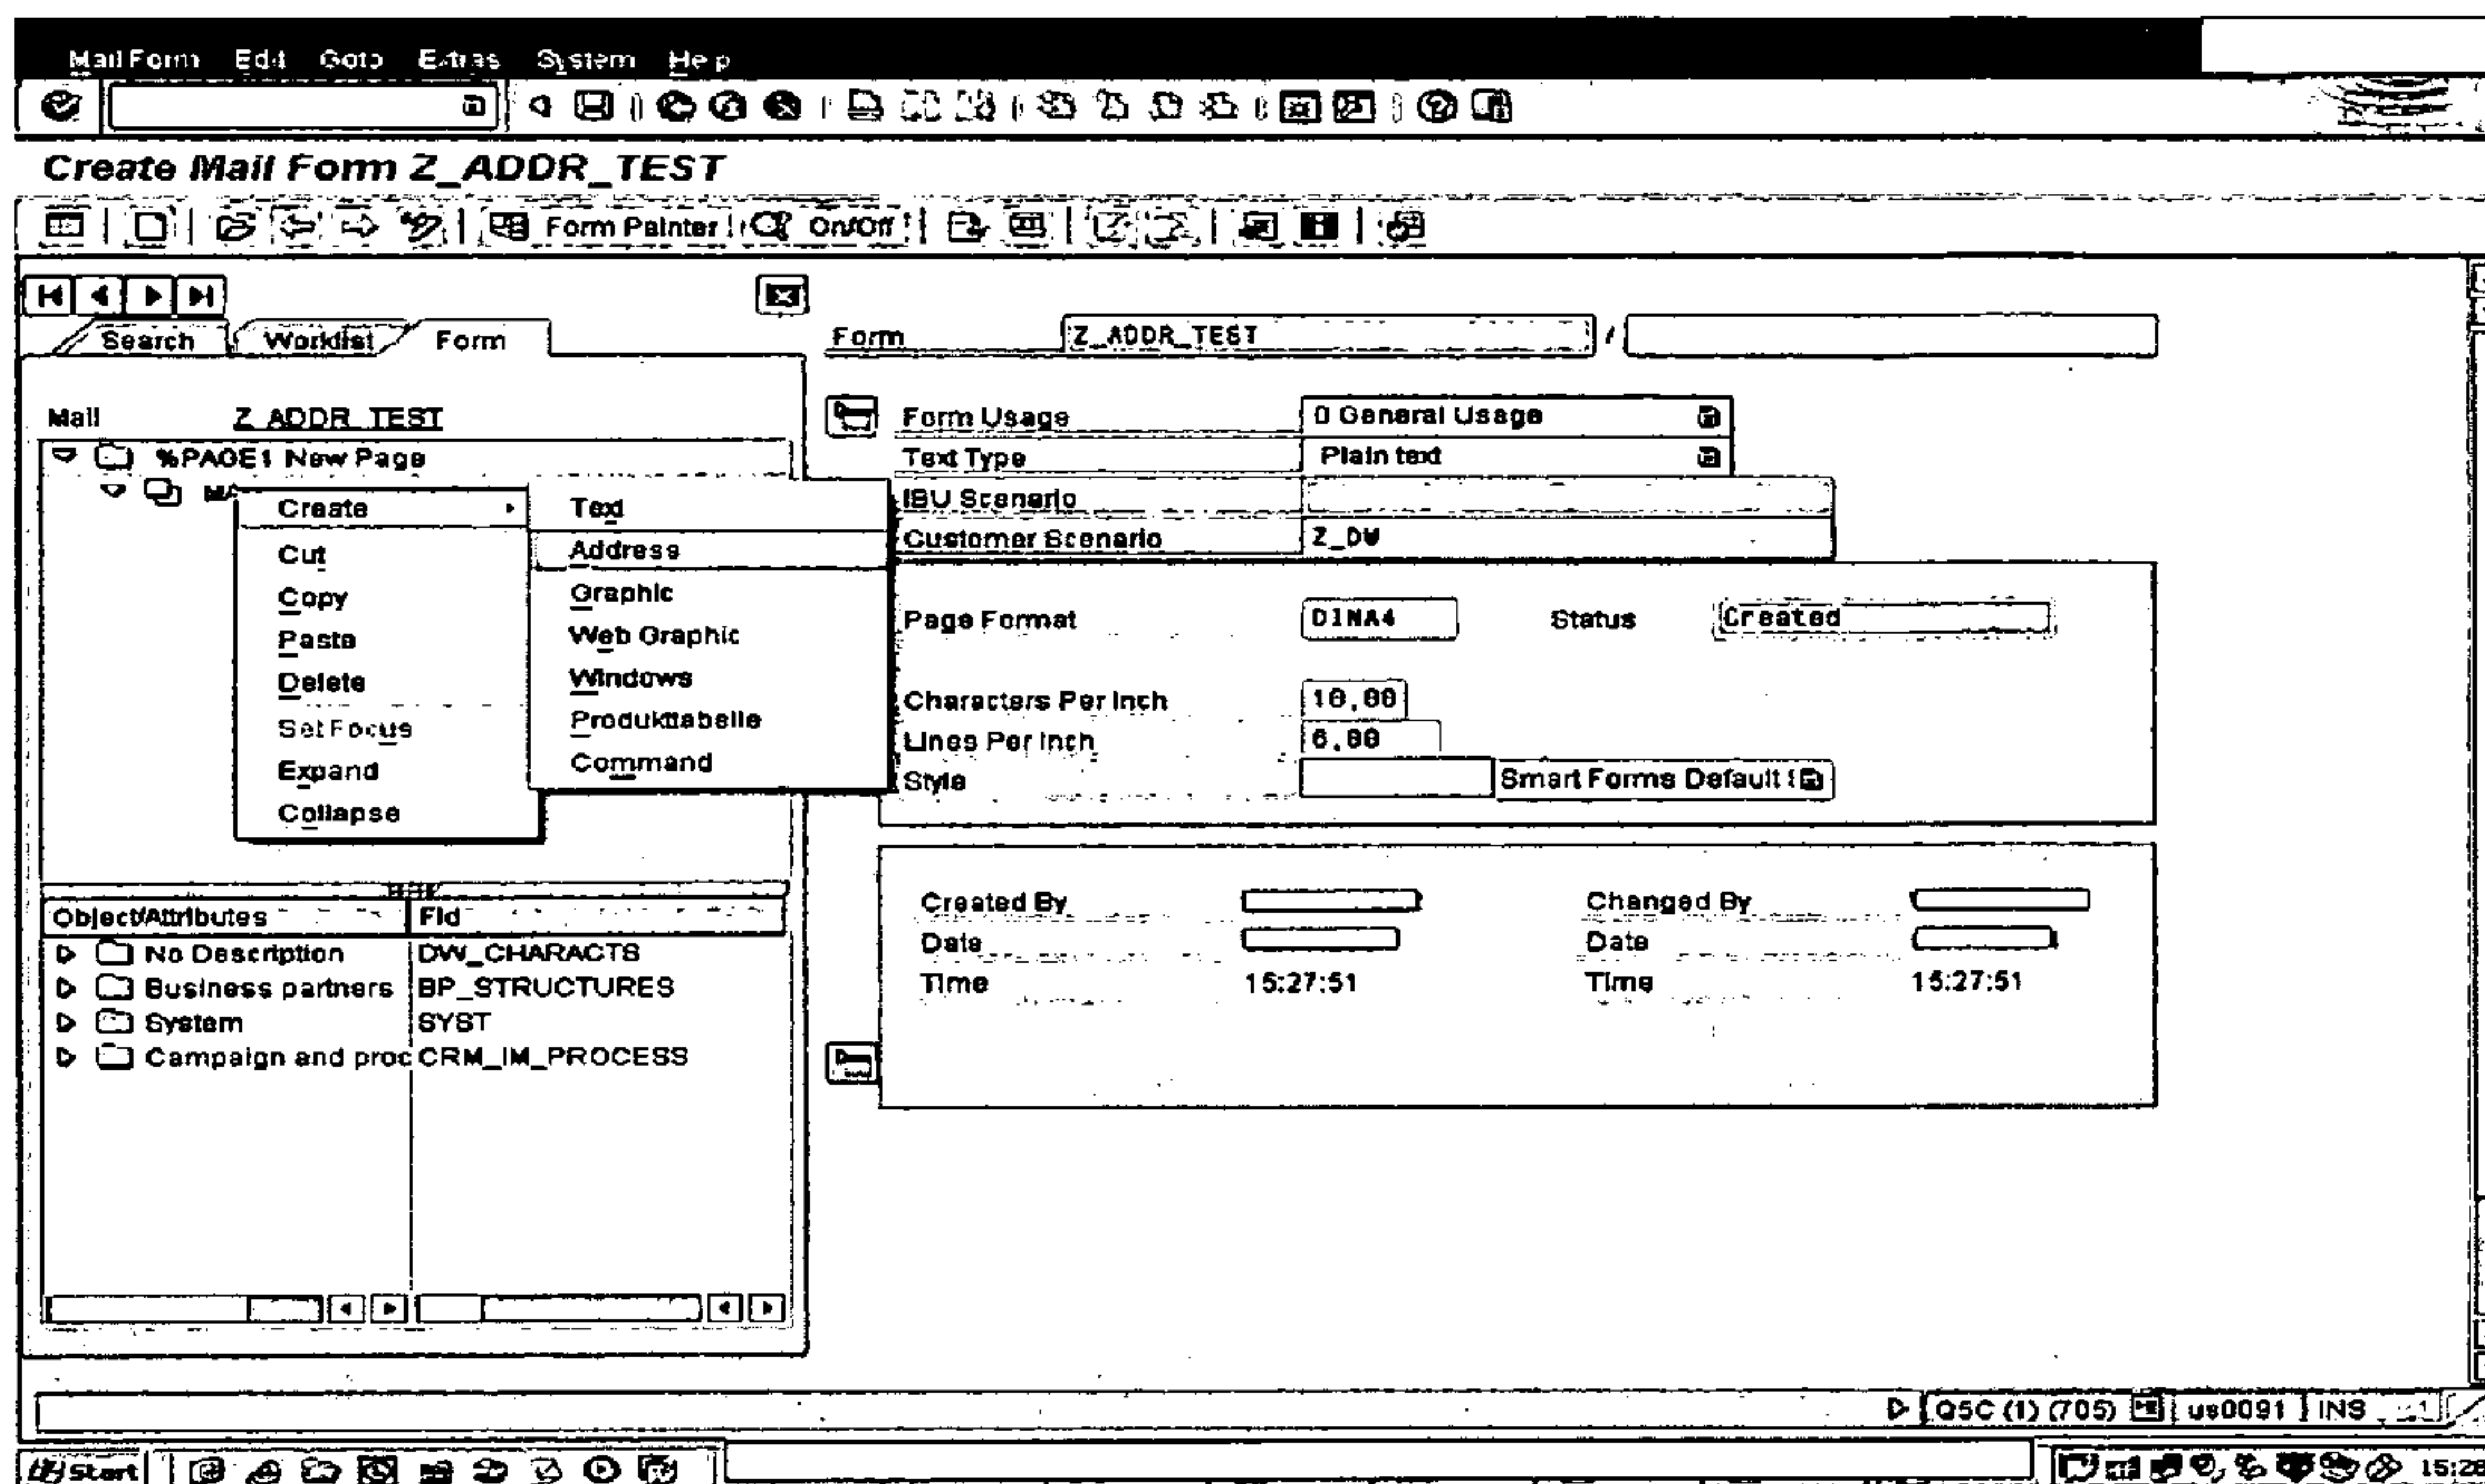 Mail Form Edit Goto Extras System Help
Create Mail Form Z_ADDR_TEST
Form Painter On/Off
Search Worklist Form
Form Z_ADDR_TEST /
Mail Z_ADDR_TEST
%PAGE1 New Page
Create
Cut
Copy
Paste
Delete
Set Focus
Expand
Collapse
Text
Address
Graphic
Web Graphic
Windows
Produkttabelle
Command
Form Usage 0 General Usage
Text Type Plain text
IBU Scenario
Customer Scenario Z_DW
Page Format DINA4 Status Created
Characters Per Inch 10,00
Lines Per Inch 6,00
Style Smart Forms Default
Object/Attributes Fld
No Description DW_CHARACTS
Business partners BP_STRUCTURES
System SYST
Campaign and proc CRM_IM_PROCESS
Created By Changed By
Date Date
Time 15:27:51 Time 15:27:51
Q5C (1) (705) us0091 INS
Start 15:28